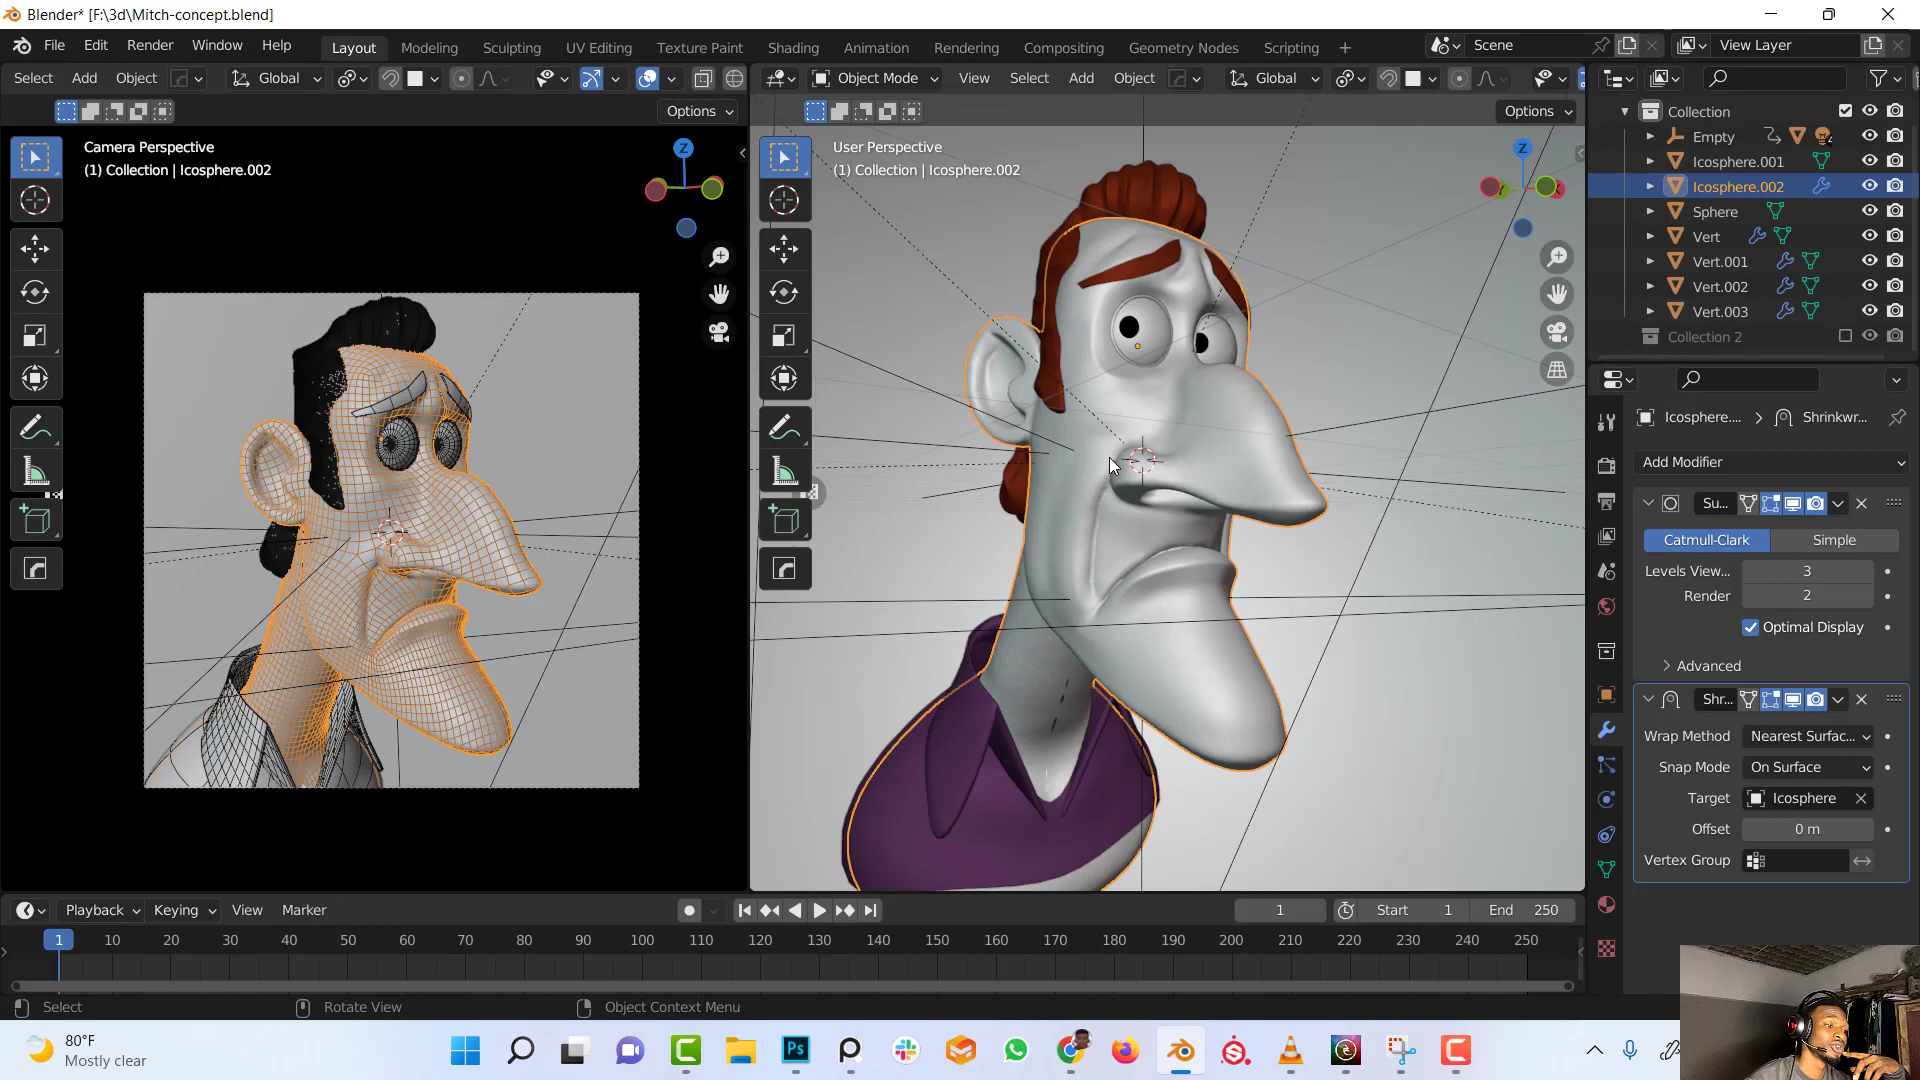 Blender* [F:\3d\Mitch-concept.blend]
File Edit Render Window Help Layout Modeling Sculpting UV Editing Texture Paint Shading Animation Rendering Compositing Geometry Nodes Scripting + Scene View Layer
Select Add Object Global Object Mode View Select Add Object Global
Options Options
Camera Perspective
(1) Collection | Icosphere.002
Z
User Perspective
(1) Collection | Icosphere.002
Z
Collection
Empty
Icosphere.001
Icosphere.002
Sphere
Vert
Vert.001
Vert.002
Vert.003
Collection 2
Icosphere.... > Shrinkwr...
Add Modifier
Su...
Catmull-Clark Simple
Levels View... 3
Render 2
Optimal Display
Advanced
Shr...
Wrap Method Nearest Surfac...
Snap Mode On Surface
Target Icosphere
Offset 0 m
Vertex Group
Playback Keying View Marker 1 Start 1 End 250
1 10 20 30 40 50 60 70 80 90 100 110 120 130 140 150 160 170 180 190 200 210 220 230 240 250
Select Rotate View Object Context Menu
80°F
Mostly clear
Ps